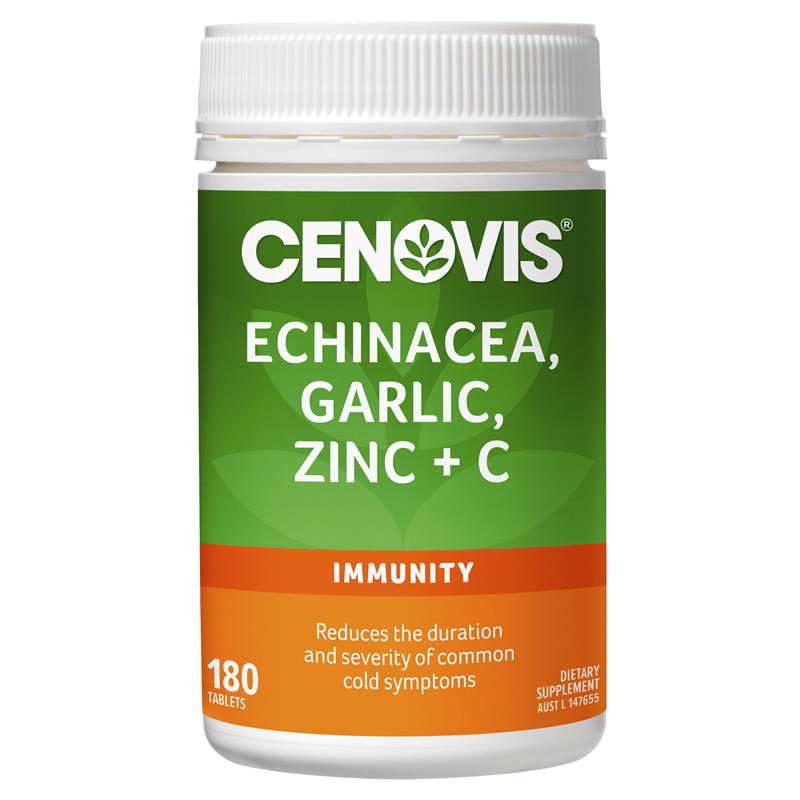 CENOVIS®
ECHINACEA,
GARLIC,
ZINC + C
IMMUNITY
Reduces the duration
and severity of common
cold symptoms
180
TABLETS
DIETARY
SUPPLEMENT
AUST L 147655